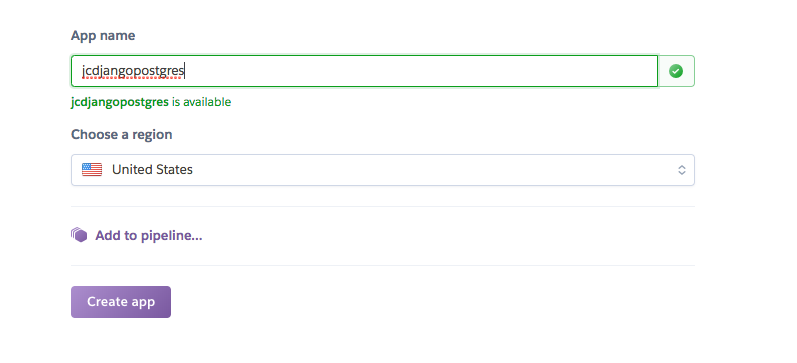 App name
jcdjangopostgres
jcdjangopostgres is available
Choose a region
United States
Add to pipeline...
Create app